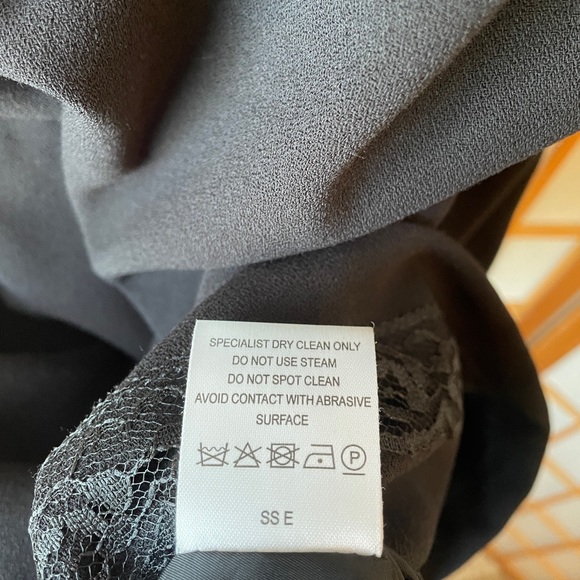 SPECIALIST DRY CLEAN ONLY
DO NOT USE STEAM
DO NOT SPOT CLEAN
AVOID CONTACT WITH ABRASIVE
SURFACE
P
SS E